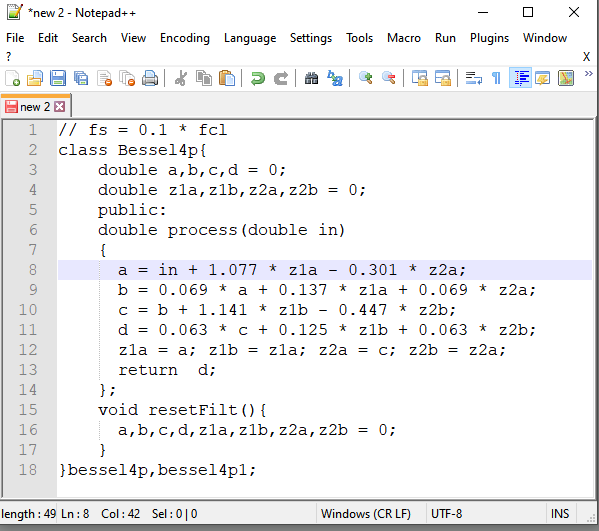 *new 2 - Notepad++
File Edit Search View Encoding Language Settings Tools Macro Run Plugins Window
? X
new 2
1 // fs = 0.1 * fcl
2 class Bessel4p{
3 double a,b,c,d = 0;
4 double z1a,z1b,z2a,z2b = 0;
5 public:
6 double process(double in)
7 {
8 a = in + 1.077 * z1a - 0.301 * z2a;
9 b = 0.069 * a + 0.137 * z1a + 0.069 * z2a;
10 c = b + 1.141 * z1b - 0.447 * z2b;
11 d = 0.063 * c + 0.125 * z1b + 0.063 * z2b;
12 z1a = a; z1b = z1a; z2a = c; z2b = z2a;
13 return d;
14 };
15 void resetFilt(){
16 a,b,c,d,z1a,z1b,z2a,z2b = 0;
17 }
18 }bessel4p,bessel4p1;
length : 49 Ln : 8 Col : 42 Sel : 0 | 0 Windows (CR LF) UTF-8 INS